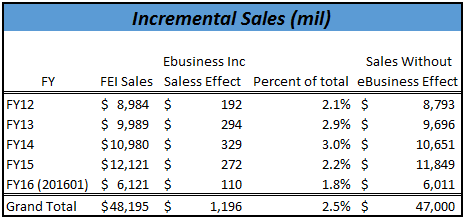 Incremental Sales (mil)
Ebusiness Inc Sales Without
FY FEI Sales Saless Effect Percent of total eBusiness Effect
FY12 $ 8,984 $ 192 2.1% $ 8,793
FY13 $ 9,989 $ 294 2.9% $ 9,696
FY14 $10,980 $ 329 3.0% $ 10,651
FY15 $12,121 $ 272 2.2% $ 11,849
FY16 (201601) $ 6,121 $ 110 1.8% $ 6,011
Grand Total $48,195 $ 1,196 2.5% $ 47,000